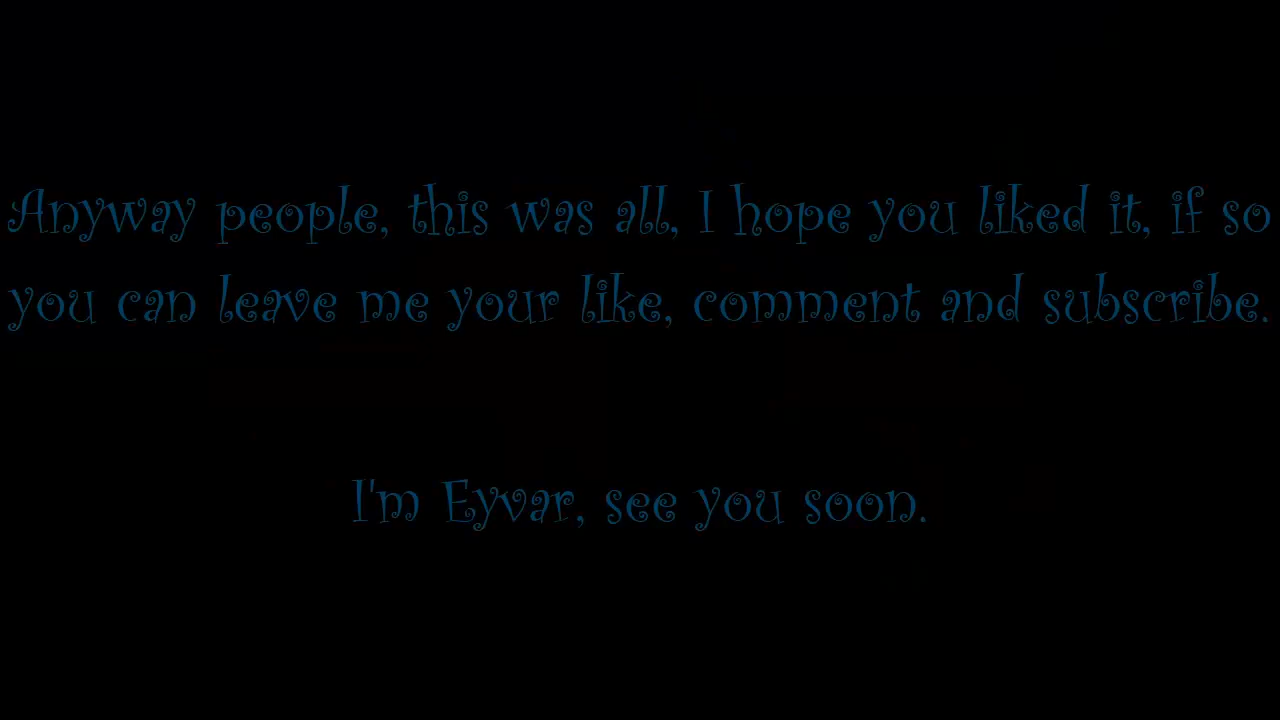 Anyway people, this was all, I hope you liked it, if so
you can leave me your like, comment and subscribe.
I'm Eyvar, see you soon.